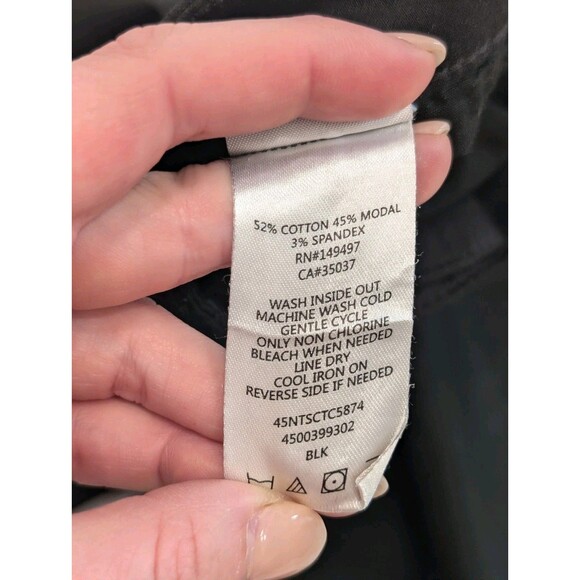 52% COTTON 45% MODAL
3% SPANDEX
RN#149497
CA#35037
WASH INSIDE OUT
MACHINE WASH COLD
GENTLE CYCLE
ONLY NON CHLORINE
BLEACH WHEN NEEDED
LINE DRY
COOL IRON ON
REVERSE SIDE IF NEEDED
45NTSCTC5874
4500399302
BLK